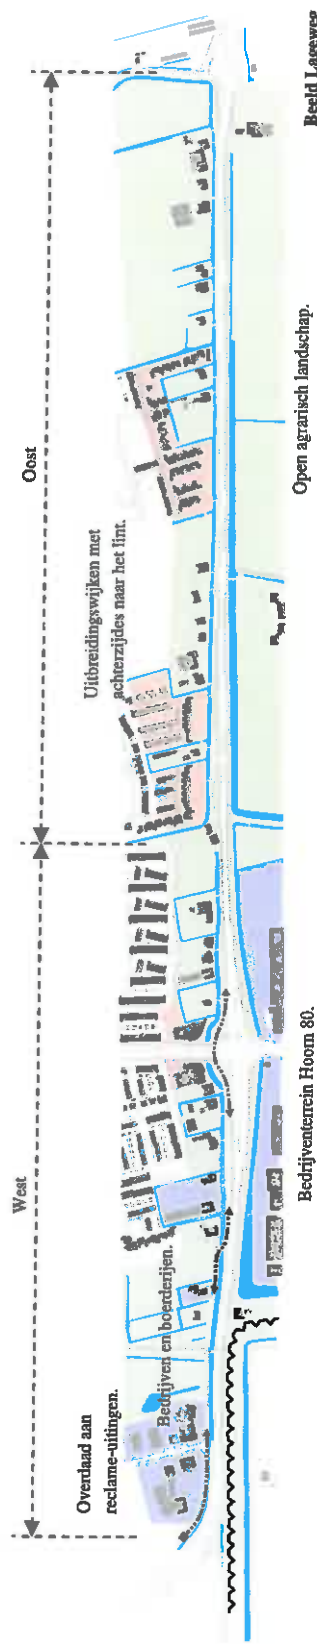 West
Oost
Overdaad aan
reclame-uitingen.
Bedrijven en boerderijen.
Uitbreidingswijken met
achterzijdes naar het lint.
Bedrijventerrein Hoorn 80.
Open agrarisch landschap.
Beeld Lageweg